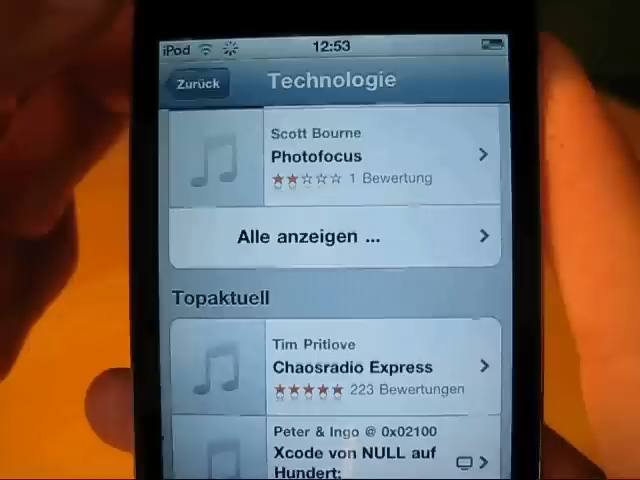 iPod 12:53
Zurück Technologie
Scott Bourne
Photofocus
1 Bewertung
Alle anzeigen ...
Topaktuell
Tim Pritlove
Chaosradio Express
223 Bewertungen
Peter & Ingo @ 0x02100
Xcode von NULL auf
Hundert: